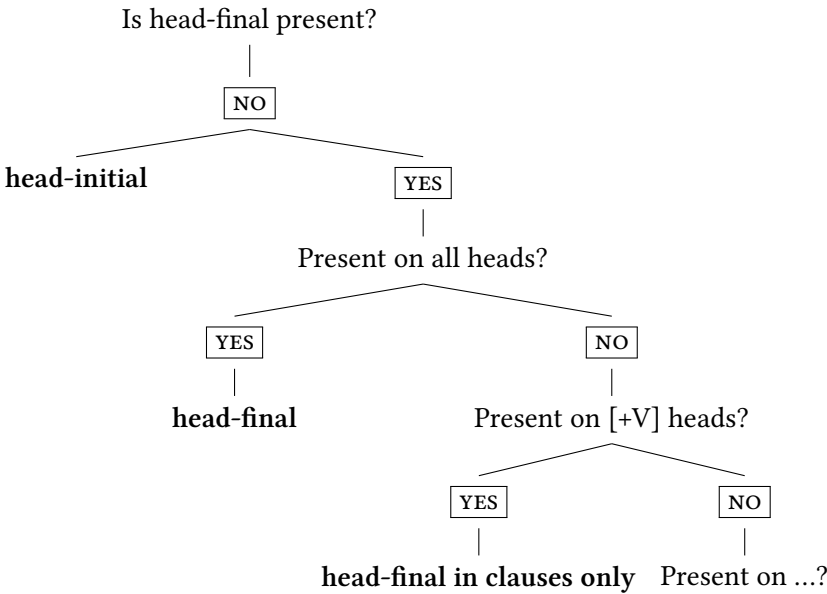 Is head-final present?
NO
head-initial
YES
Present on all heads?
YES
NO
head-final
Present on [+V] heads?
YES
NO
head-final in clauses only
Present on ...?